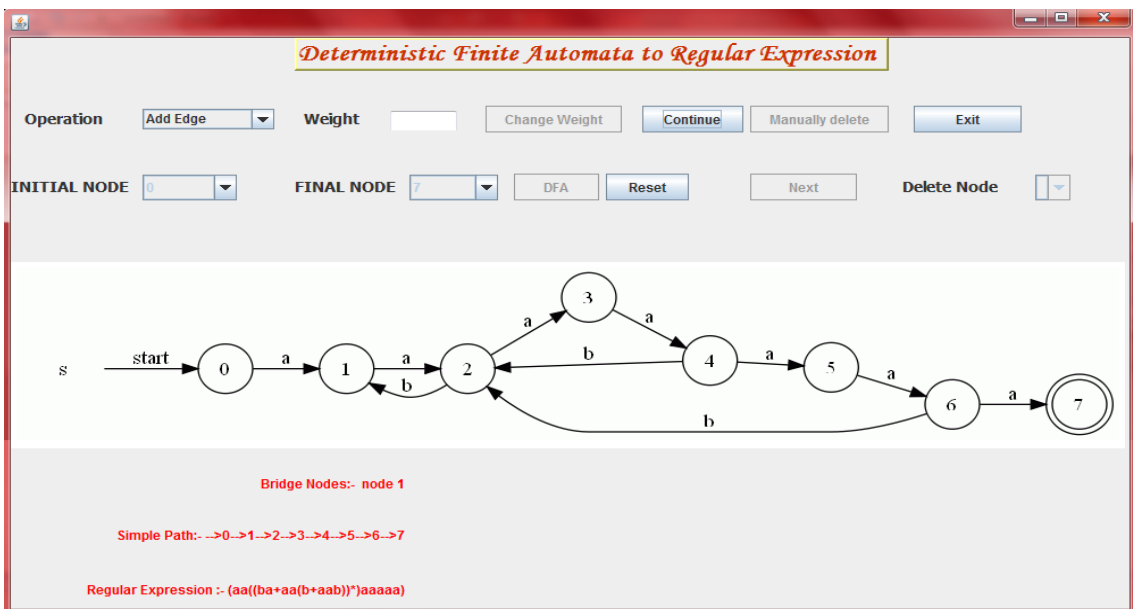 Deterministic Finite Automata to Regular Expression
Operation Add Edge Weight Change Weight Continue Manually delete Exit
INITIAL NODE 0 FINAL NODE 7 DFA Reset Next Delete Node
3
a a
s start 0 a 1 a 2 b 4 a 5
b a
6 a 7
b
Bridge Nodes:- node 1
Simple Path:- -->0-->1-->2-->3-->4-->5-->6-->7
Regular Expression :- (aa((ba+aa(b+aab))*)aaaaa)